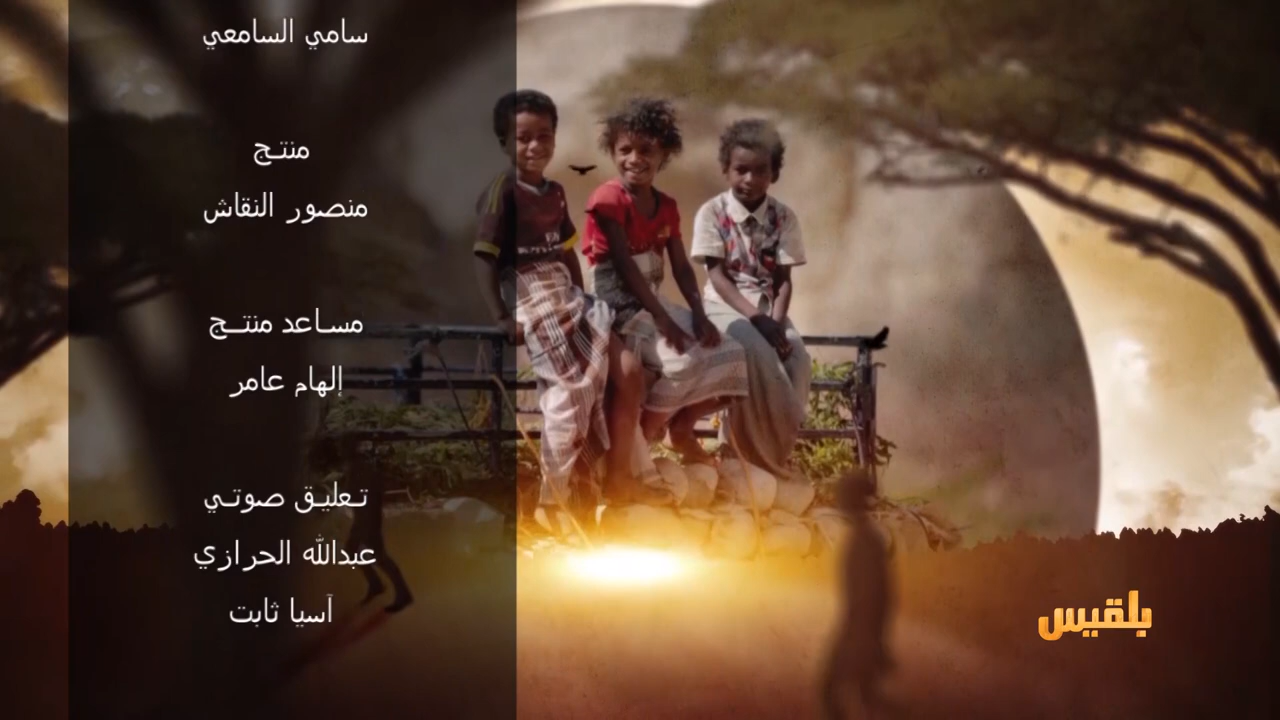 سامي السامعي
منتج
منصور النقاش
مساعد منتج
إلهام عامر
تعليق صوتي
عبدالله الحرازي
آسيا ثابت
بلقيس